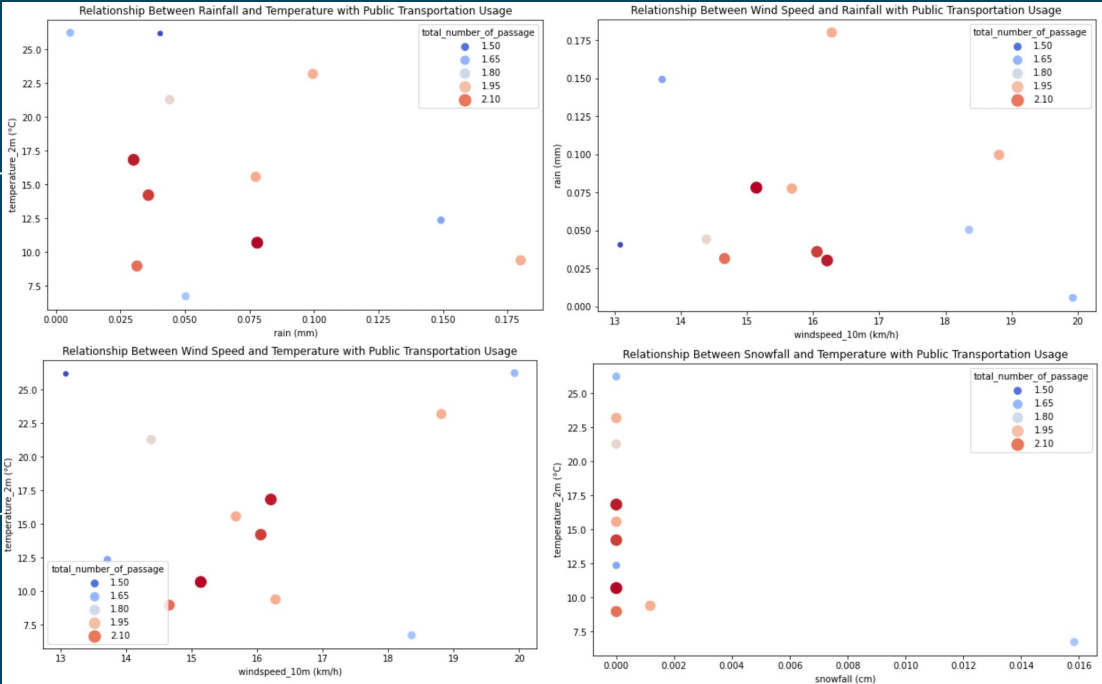 Relationship Between Rainfall and Temperature with Public Transportation Usage
temperature_2m (°C)
25.0
22.5
20.0
17.5
15.0
12.5
10.0
7.5
total_number_of_passage
1.50
1.65
1.80
1.95
2.10
0.000 0.025 0.050 0.075 0.100 0.125 0.150 0.175
rain (mm)
Relationship Between Wind Speed and Rainfall with Public Transportation Usage
rain (mm)
0.175
0.150
0.125
0.100
0.075
0.050
0.025
0.000
total_number_of_passage
1.50
1.65
1.80
1.95
2.10
13 14 15 16 17 18 19 20
windspeed_10m (km/h)
Relationship Between Wind Speed and Temperature with Public Transportation Usage
temperature_2m (°C)
25.0
22.5
20.0
17.5
15.0
12.5
10.0
7.5
total_number_of_passage
1.50
1.65
1.80
1.95
2.10
13 14 15 16 17 18 19 20
windspeed_10m (km/h)
Relationship Between Snowfall and Temperature with Public Transportation Usage
temperature_2m (°C)
25.0
22.5
20.0
17.5
15.0
12.5
10.0
7.5
total_number_of_passage
1.50
1.65
1.80
1.95
2.10
0.000 0.002 0.004 0.006 0.008 0.010 0.012 0.014 0.016
snowfall (cm)